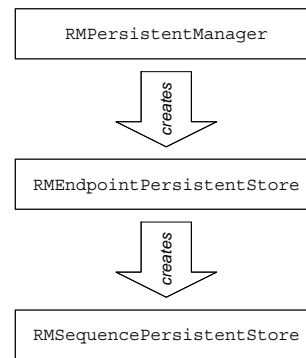 RMPersistentManager
creates
RMEndpointPersistentStore
creates
RMSequencePersistentStore